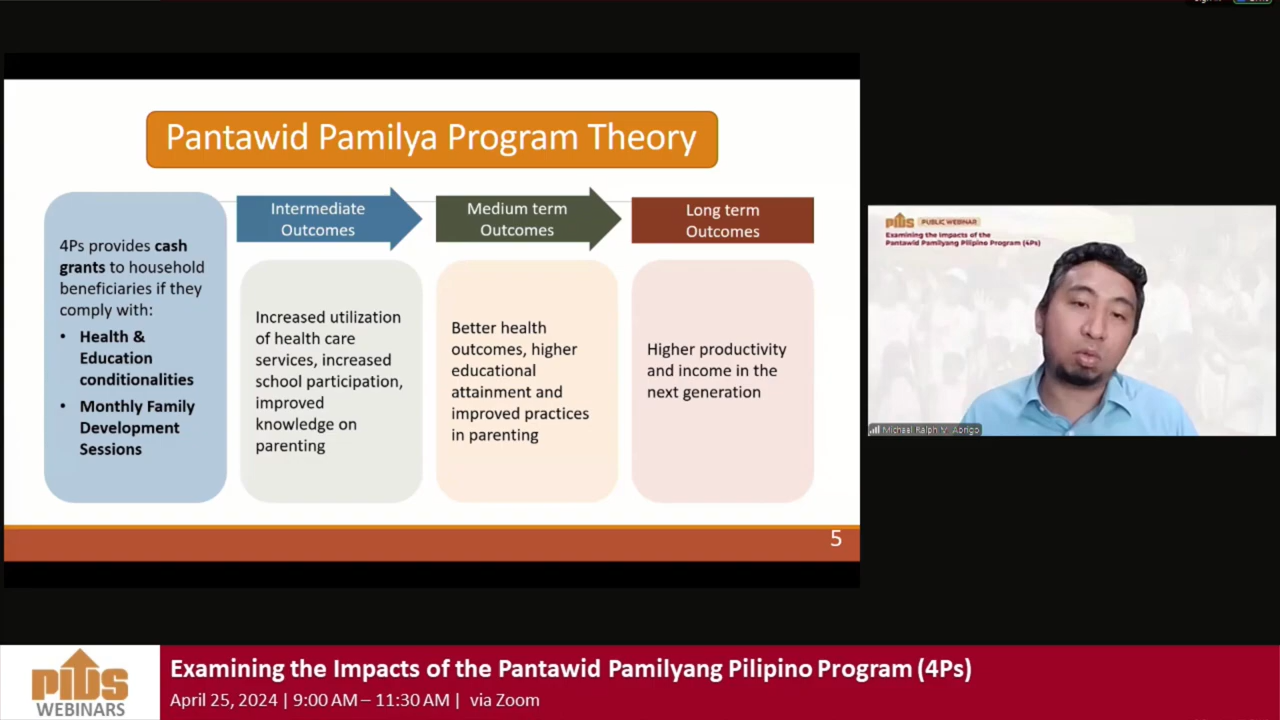 Pantawid Pamilya Program Theory
4Ps provides cash
grants to household
beneficiaries if they
comply with:
• Health &
Education
conditionalities
• Monthly Family
Development
Sessions
Intermediate
Outcomes
Increased utilization
of health care
services, increased
school participation,
improved
knowledge on
parenting
Medium term
Outcomes
Better health
outcomes, higher
educational
attainment and
improved practices
in parenting
Long term
Outcomes
Higher productivity
and income in the
next generation
5
PIDS PUBLIC WEBINAR
Examining the Impacts of the
Pantawid Pamilyang Pilipino Program (4Ps)
Michael Ralph M. Abrigo
PIDS
WEBINARS
Examining the Impacts of the Pantawid Pamilyang Pilipino Program (4Ps)
April 25, 2024 | 9:00 AM – 11:30 AM | via Zoom